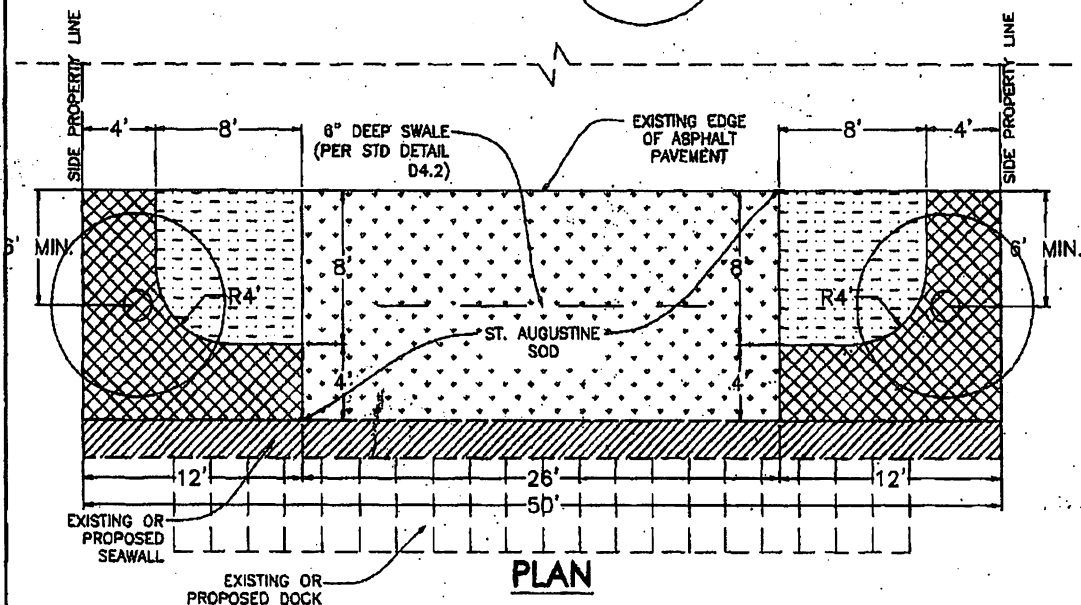 SIDE PROPERTY LINE
SIDE PROPERTY LINE
4'
8'
6" DEEP SWALE
(PER STD DETAIL
D4.2)
EXISTING EDGE
OF ASPHALT
PAVEMENT
8'
4'
6' MIN.
8'
8'
6' MIN.
R4'
R4'
ST. AUGUSTINE
SOD
4'
4'
12'
26'
12'
50'
EXISTING OR
PROPOSED
SEAWALL
EXISTING OR
PROPOSED DOCK
PLAN